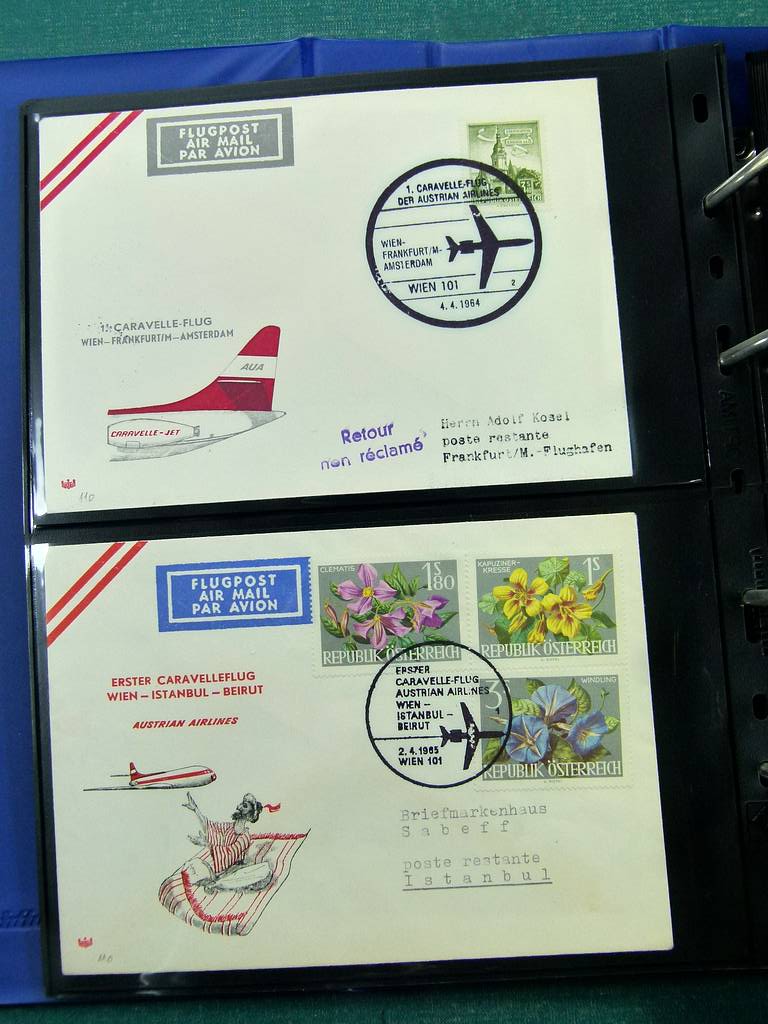 FLUGPOST
AIR MAIL
PAR AVION
1. CARAVELLE-FLUG
DER AUSTRIAN AIRLINES
WIEN-
FRANKFURT/M-
AMSTERDAM
WIEN 101
2
4.4.1964
1. CARAVELLE-FLUG
WIEN-FRANKFURT/M-AMSTERDAM
AUA
CARAVELLE-JET
Retour
non réclamé
Herrn Adolf Kosel
poste restante
Frankfurt/M.-Flughafen
110
FLUGPOST
AIR MAIL
PAR AVION
CLEMATIS
1S80
REPUBLIK ÖSTERREICH
KAPUZINER-
KRESSE
1S
REPUBLIK ÖSTERREICH
WINDLING
3S
REPUBLIK ÖSTERREICH
ERSTER CARAVELLEFLUG
WIEN-ISTANBUL-BEIRUT
AUSTRIAN AIRLINES
ERSTER
CARAVELLE-FLUG
AUSTRIAN AIRLINES
WIEN-
ISTANBUL-
BEIRUT
2.4.1965
WIEN 101
Briefmarkenhaus
Sabeff
poste restante
Istanbul